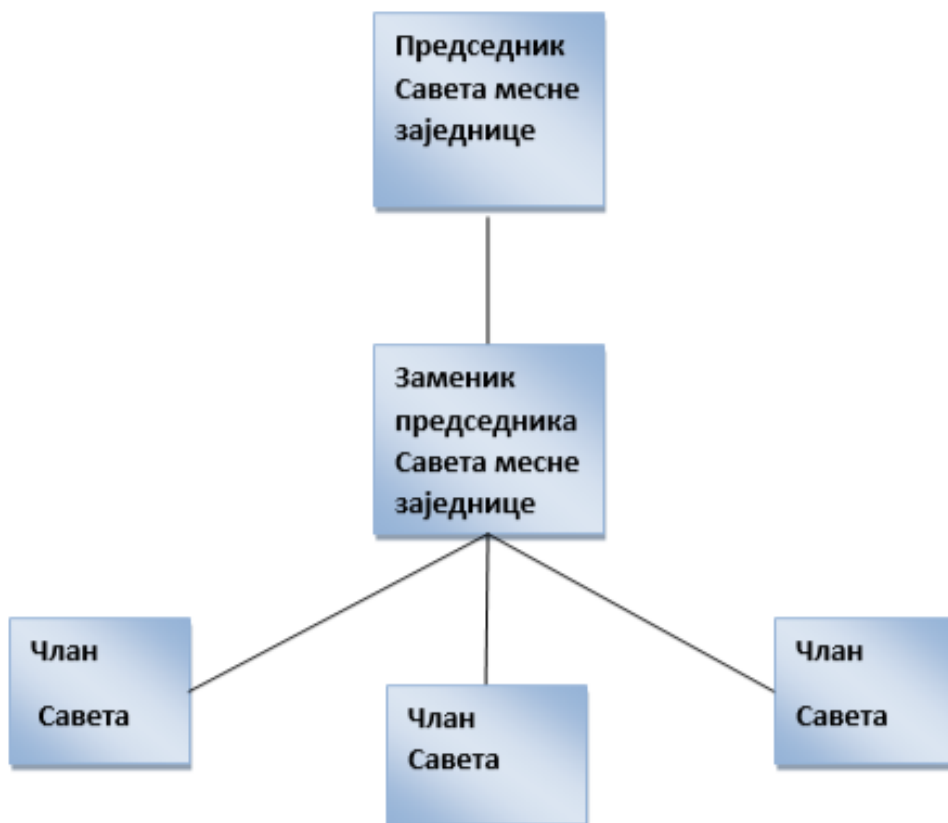 Председник
Савета месне
заједнице
Заменик
председника
Савета месне
заједнице
Члан
Савета
Члан
Савета
Члан
Савета